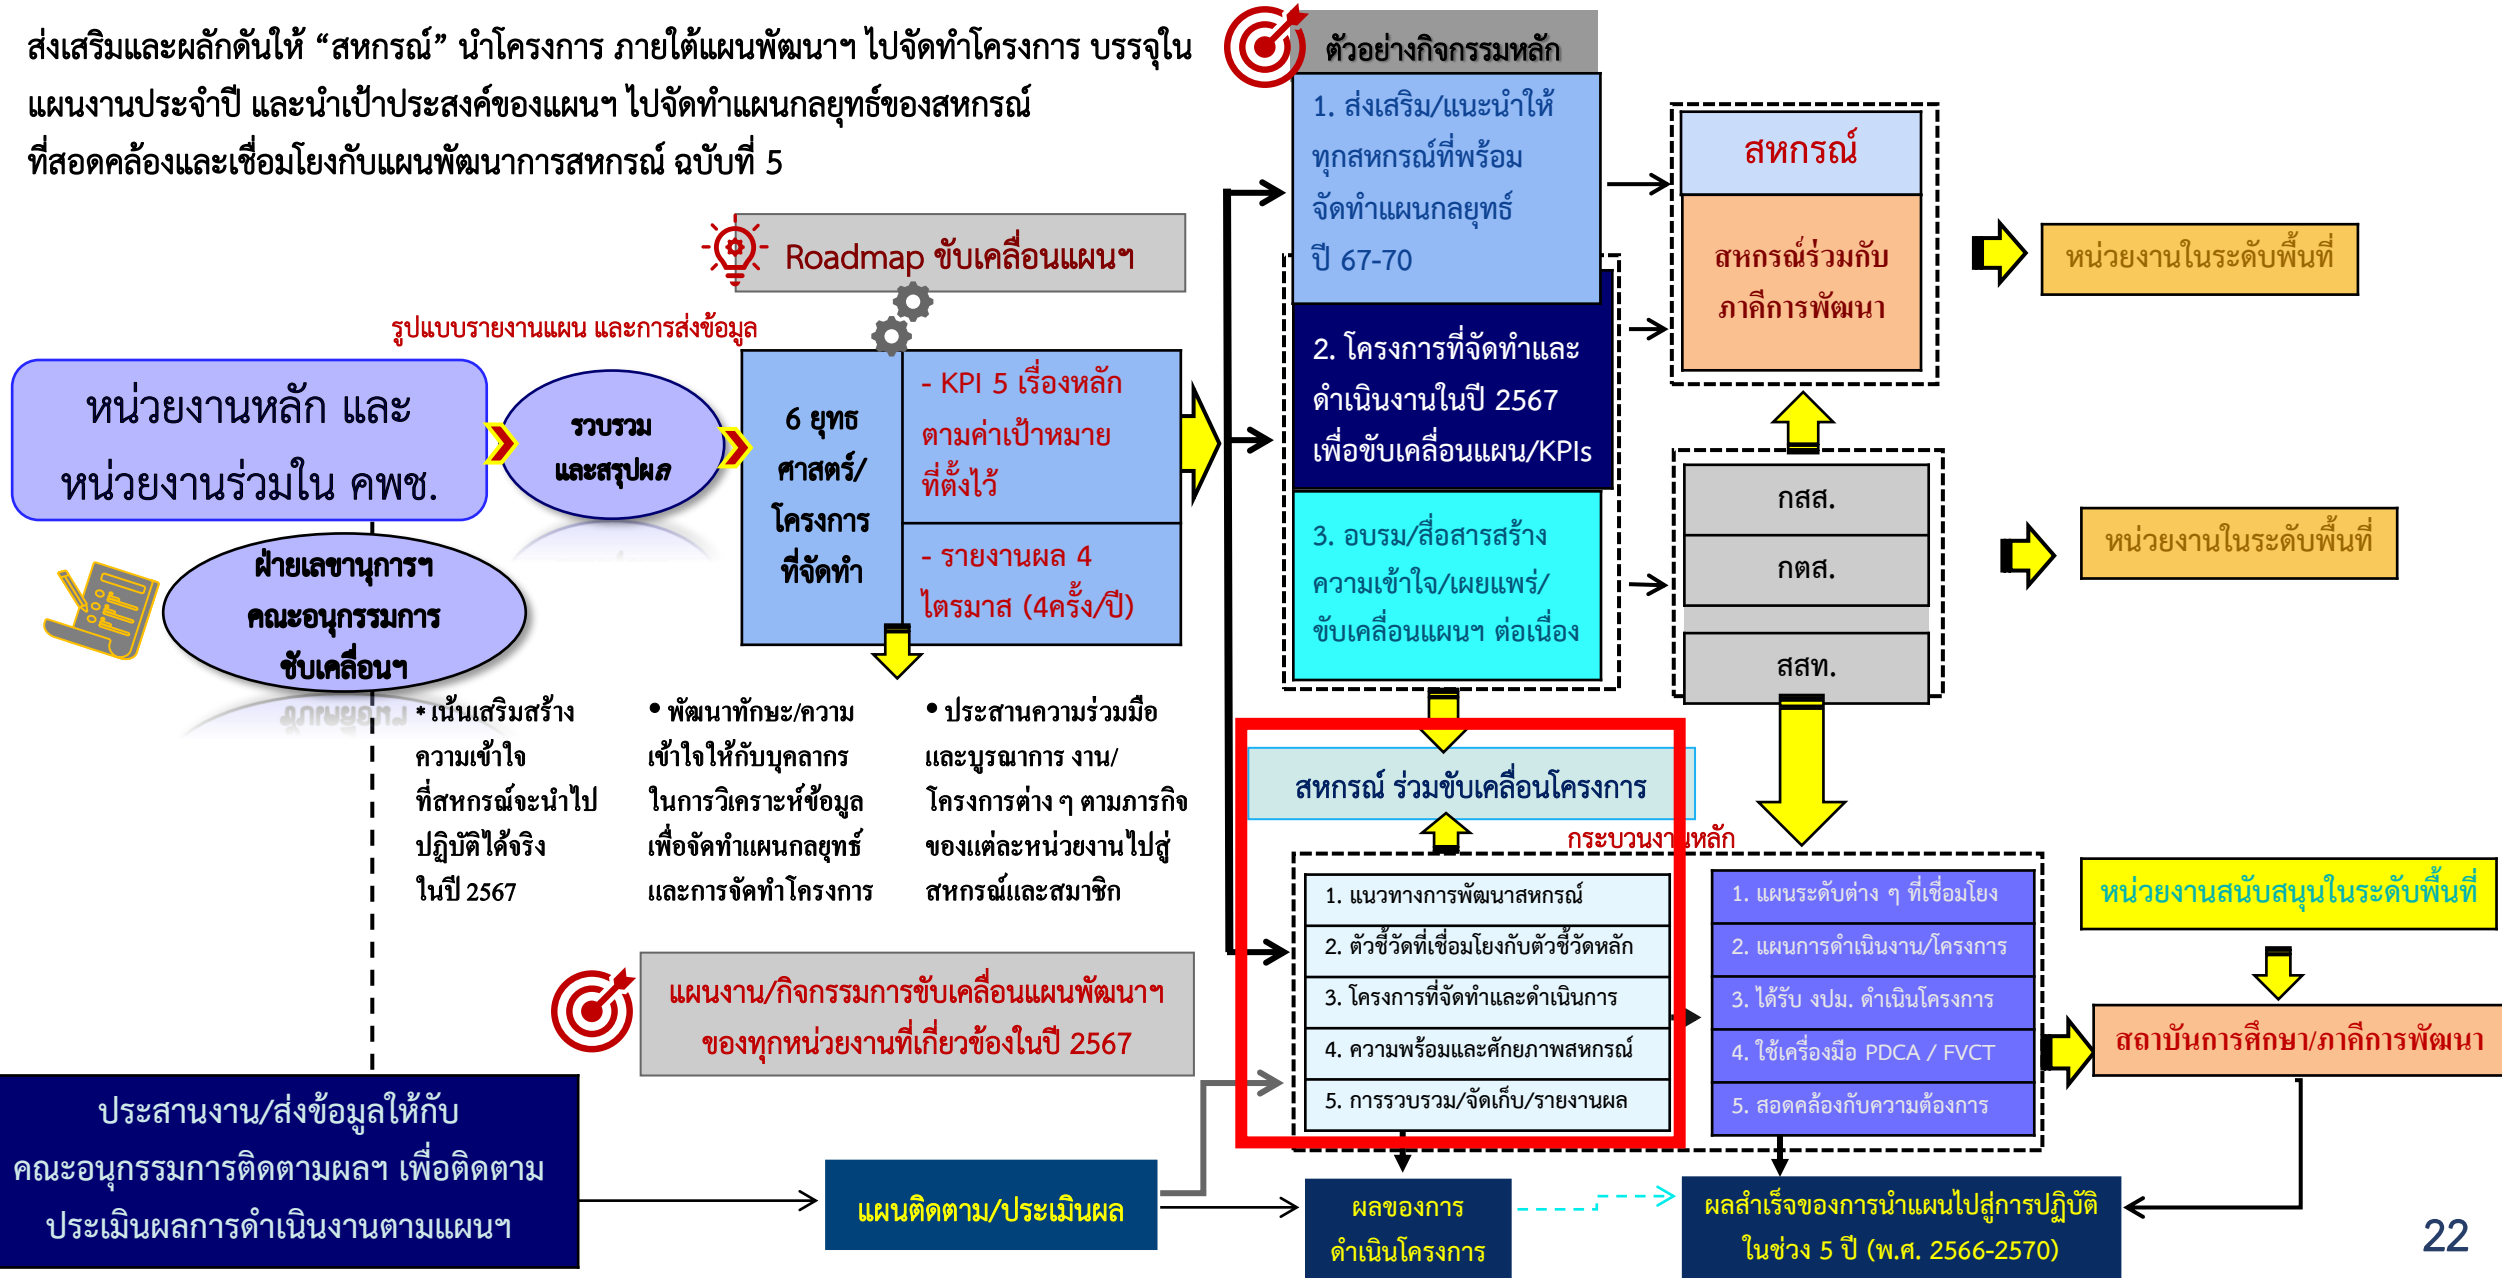 ส่งเสริมและผลักดันให้ “สหกรณ์” นำโครงการ ภายใต้แผนพัฒนาฯ ไปจัดทำโครงการ บรรจุใน
แผนงานประจำปี และนำเป้าประสงค์ของแผนฯ ไปจัดทำแผนกลยุทธ์ของสหกรณ์
ที่สอดคล้องและเชื่อมโยงกับแผนพัฒนาการสหกรณ์ ฉบับที่ 5
Roadmap ขับเคลื่อนแผนฯ
รูปแบบรายงานแผน และการส่งข้อมูล
หน่วยงานหลัก และ
หน่วยงานร่วมใน คพช.
รวบรวม
และสรุปผล
6 ยุทธ
ศาสตร์/
โครงการ
ที่จัดทำ
- KPI 5 เรื่องหลัก
ตามค่าเป้าหมาย
ที่ตั้งไว้
- รายงานผล 4
ไตรมาส (4ครั้ง/ปี)
ฝ่ายเลขานุการฯ
คณะอนุกรรมการ
ขับเคลื่อนฯ
* เน้นเสริมสร้าง
ความเข้าใจ
ที่สหกรณ์จะนำไป
ปฏิบัติได้จริง
ในปี 2567
• พัฒนาทักษะ/ความ
เข้าใจให้กับบุคลากร
ในการวิเคราะห์ข้อมูล
เพื่อจัดทำแผนกลยุทธ์
และการจัดทำโครงการ
• ประสานความร่วมมือ
และบูรณาการ งาน/
โครงการต่าง ๆ ตามภารกิจ
ของแต่ละหน่วยงานไปสู่
สหกรณ์และสมาชิก
แผนงาน/กิจกรรมการขับเคลื่อนแผนพัฒนาฯ
ของทุกหน่วยงานที่เกี่ยวข้องในปี 2567
ประสานงาน/ส่งข้อมูลให้กับ
คณะอนุกรรมการติดตามผลฯ เพื่อติดตาม
ประเมินผลการดำเนินงานตามแผนฯ
แผนติดตาม/ประเมินผล
ตัวอย่างกิจกรรมหลัก
1. ส่งเสริม/แนะนำให้
ทุกสหกรณ์ที่พร้อม
จัดทำแผนกลยุทธ์
ปี 67-70
2. โครงการที่จัดทำและ
ดำเนินงานในปี 2567
เพื่อขับเคลื่อนแผน/KPIs
3. อบรม/สื่อสารสร้าง
ความเข้าใจ/เผยแพร่/
ขับเคลื่อนแผนฯ ต่อเนื่อง
สหกรณ์
สหกรณ์ร่วมกับ
ภาคีการพัฒนา
หน่วยงานในระดับพื้นที่
กสส.
กตส.
สสท.
หน่วยงานในระดับพื้นที่
สหกรณ์ ร่วมขับเคลื่อนโครงการ
กระบวนงานหลัก
1. แนวทางการพัฒนาสหกรณ์
2. ตัวชี้วัดที่เชื่อมโยงกับตัวชี้วัดหลัก
3. โครงการที่จัดทำและดำเนินการ
4. ความพร้อมและศักยภาพสหกรณ์
5. การรวบรวม/จัดเก็บ/รายงานผล
1. แผนระดับต่าง ๆ ที่เชื่อมโยง
2. แผนการดำเนินงาน/โครงการ
3. ได้รับ งปม. ดำเนินโครงการ
4. ใช้เครื่องมือ PDCA / FVCT
5. สอดคล้องกับความต้องการ
หน่วยงานสนับสนุนในระดับพื้นที่
สถาบันการศึกษา/ภาคีการพัฒนา
ผลของการ
ดำเนินโครงการ
ผลสำเร็จของการนำแผนไปสู่การปฏิบัติ
ในช่วง 5 ปี (พ.ศ. 2566-2570)
22